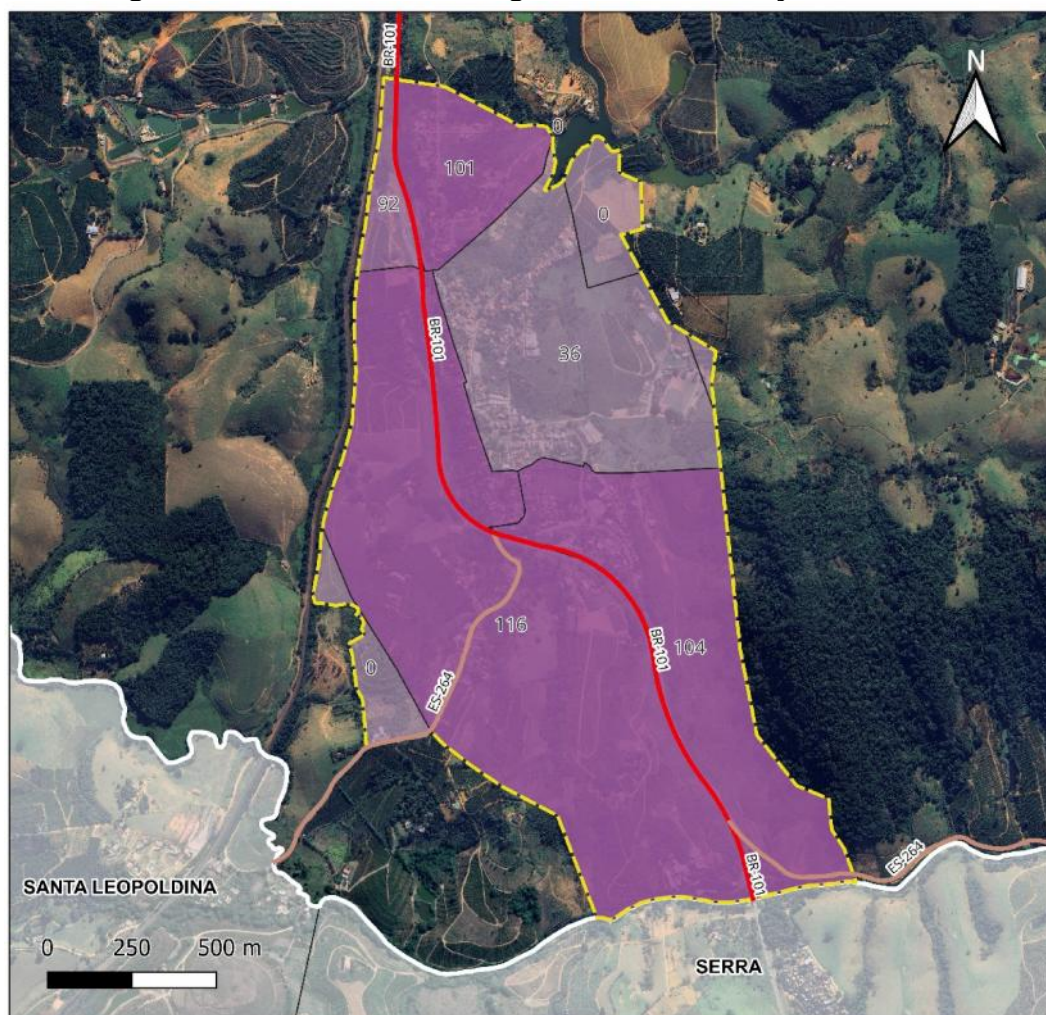 BR-101
N
0
101
92
0
BR-101
36
116
BR-101
104
0
ES-264
ES-264
BR-101
SANTA LEOPOLDINA
0 250 500 m
SERRA